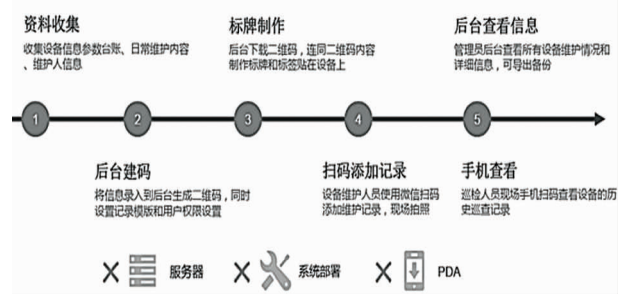 资料收集
收集设备信息参数台账、日常维护内容
、维护人信息
标牌制作
后台下载二维码，连同二维码内容
制作标牌和标签贴在设备上
后台查看信息
管理员后台查看所有设备维护情况和
详细信息，可导出备份
1
2
3
4
5
后台建码
将信息录入到后台生成二维码，同时
设置记录模版和用户权限设置
扫码添加记录
设备维护人员使用微信扫码
添加维护记录，现场拍照
手机查看
巡检人员现场手机扫码查看设备的历
史巡查记录
服务器
系统部署
PDA